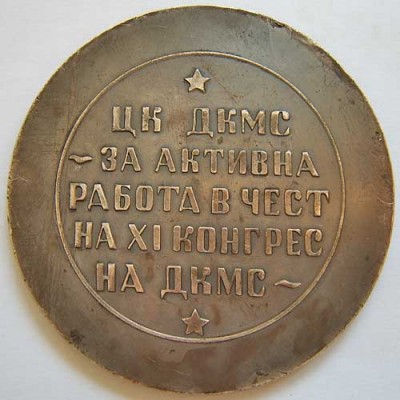 ЦК ДКМС
~ ЗА АКТИВНА
РАБОТА В ЧЕСТ
НА XI КОНГРЕС
НА ДКМС ~